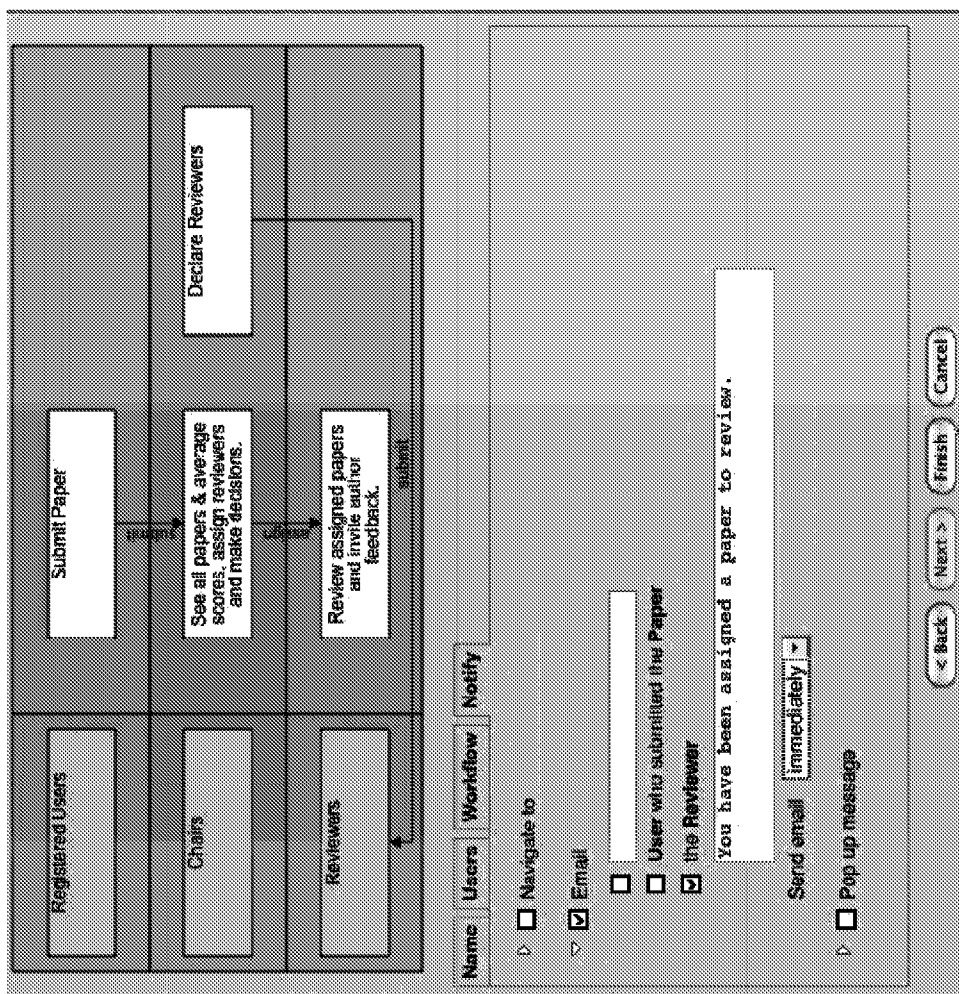 Registered Users
Submit Paper
submit
Chairs
See all papers & average
scores, assign reviewers
and make decisions.
Declare Reviewers
assign
Reviewers
Review assigned papers
and invite author
feedback.
submit
Name
Users
Workflow
Notify
Navigate to
Email
User who submitted the Paper
the Reviewer
You have been assigned a paper to review.
Send email
immediately
Pop up message
< Back
Next >
Finish
Cancel